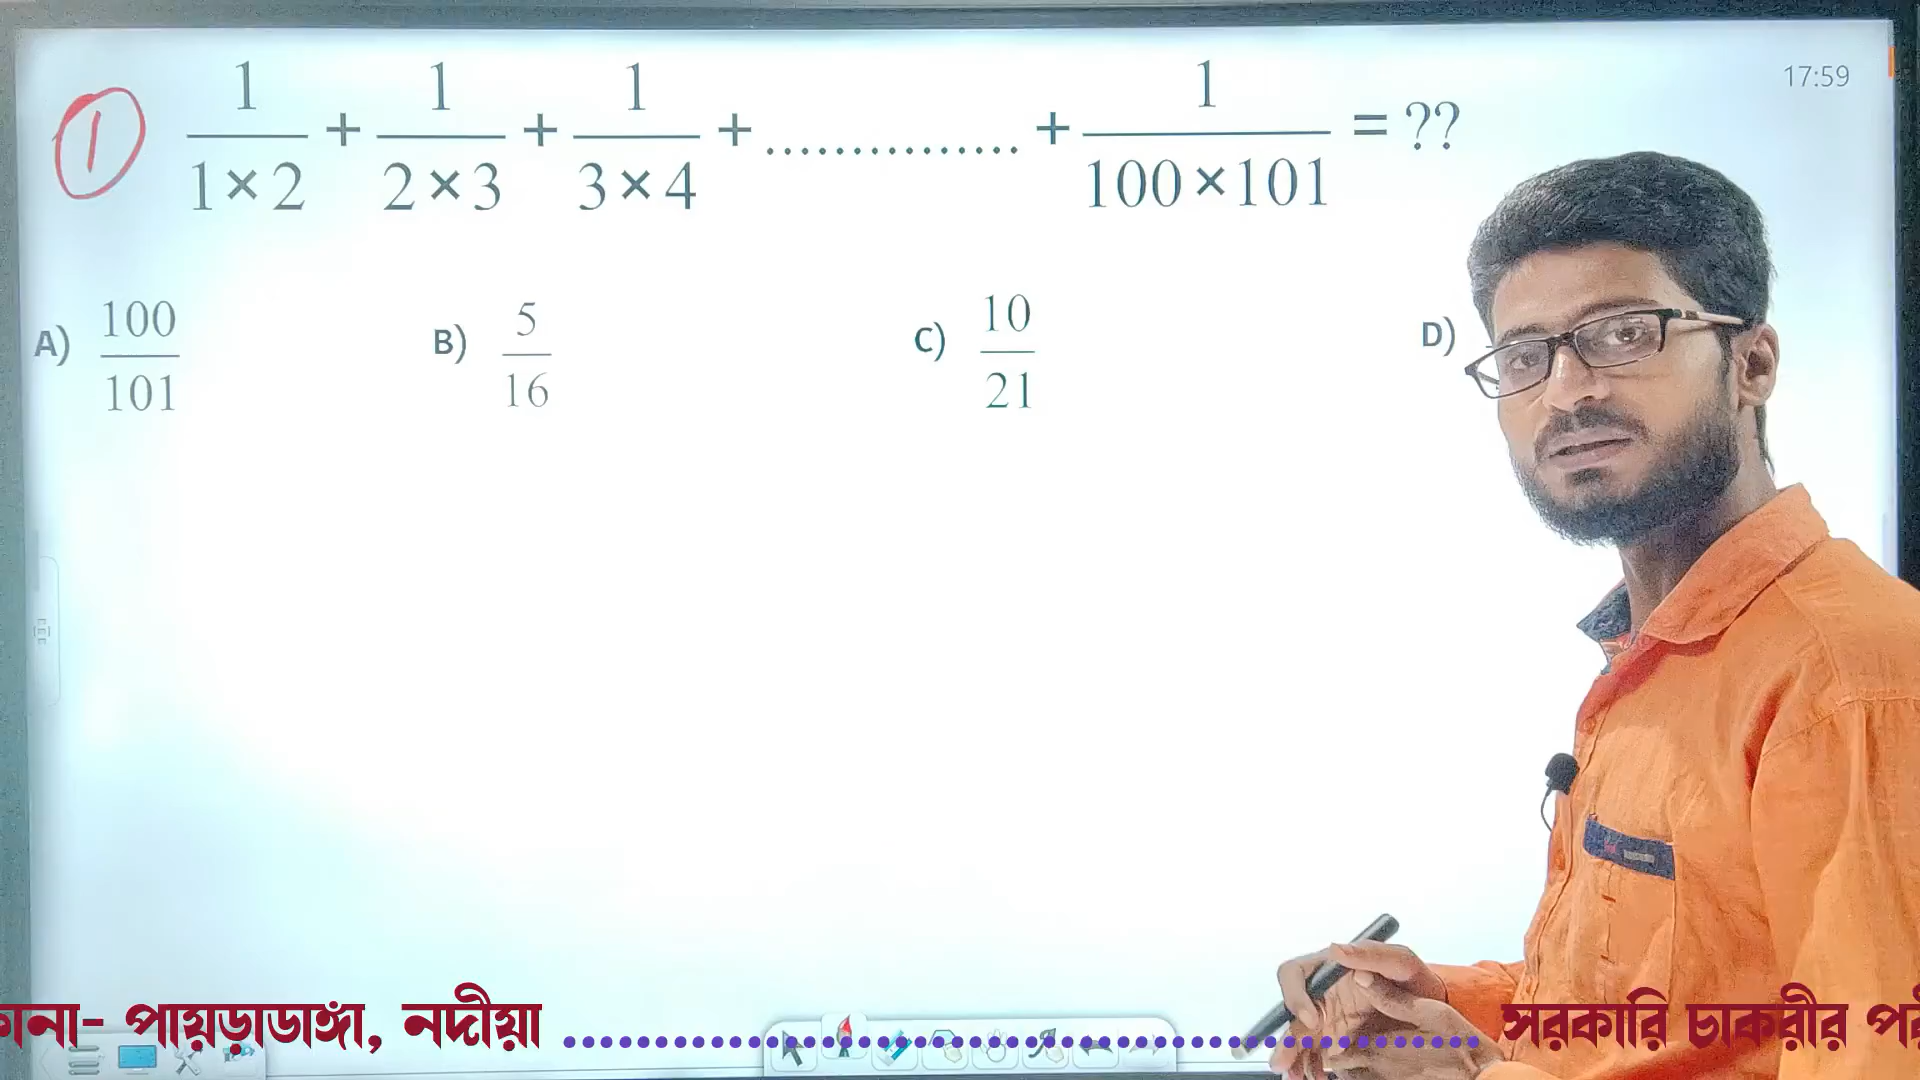 17:59
1 1/1×2 + 1/2×3 + 1/3×4 + ............... + 1/100×101 = ??
A) 100/101 B) 5/16 C) 10/21 D)
পায়ড়াডাঙ্গা, নদীয়া ........................................ সরকারি চাকরীর